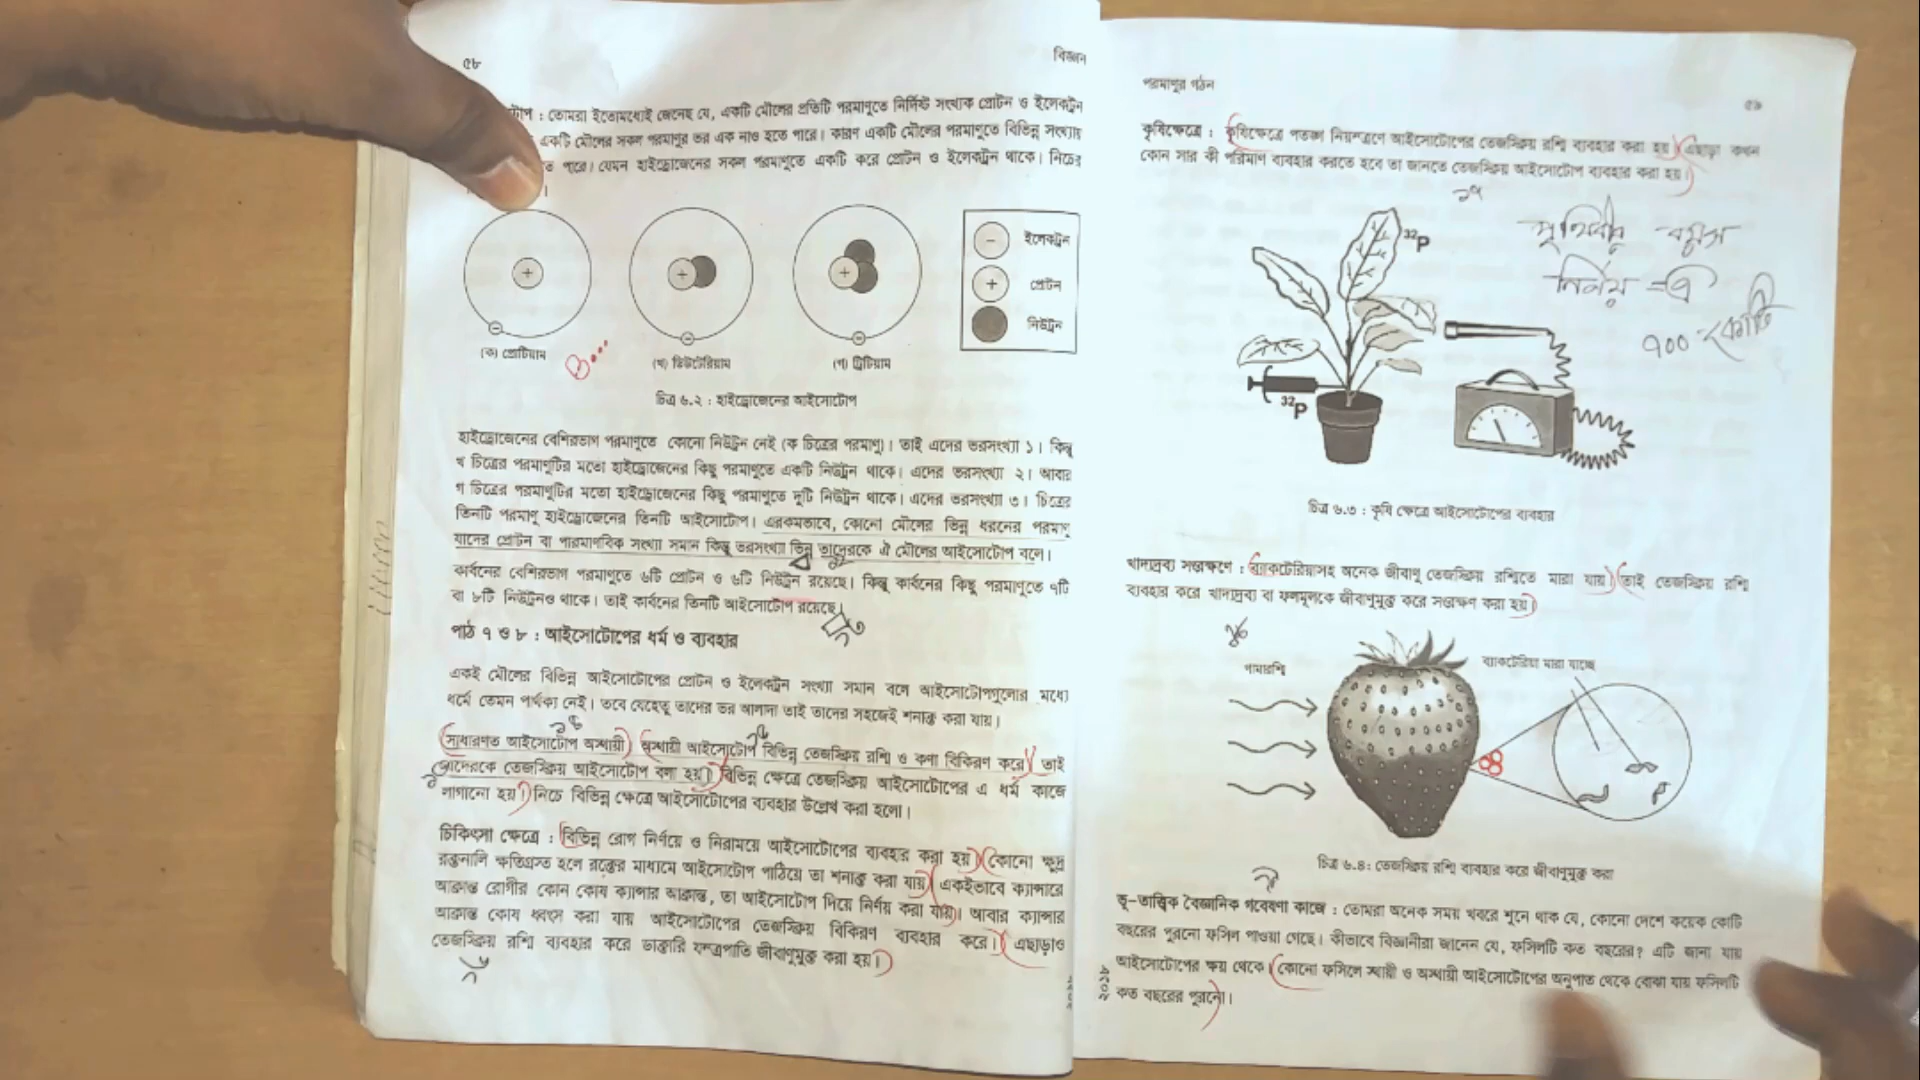 ৫৮
বিজ্ঞান
: তোমরা ইতোমধ্যেই জেনেছ যে, একটি মৌলের প্রতিটি পরমাণুতে নির্দিষ্ট সংখ্যক প্রোটন ও ইলেকট্রন
একটি মৌলের সকল পরমাণুর ভর এক নাও হতে পারে। কারণ একটি মৌলের পরমাণুতে বিভিন্ন সংখ্যায়
পারে। যেমন হাইড্রোজেনের সকল পরমাণুতে একটি করে প্রোটন ও ইলেকট্রন থাকে। নিচের
+
+
+
−
−
−
−
ইলেকট্রন
+
প্রোটন
নিউট্রন
(ক) প্রোটিয়াম
(খ) ডিউটেরিয়াম
(গ) ট্রিটিয়াম
চিত্র ৬.২ : হাইড্রোজেনের আইসোটোপ
হাইড্রোজেনের বেশিরভাগ পরমাণুতে কোনো নিউট্রন নেই (ক চিত্রের পরমাণু)। তাই এদের ভরসংখ্যা ১। কিন্তু
খ চিত্রের পরমাণুটির মতো হাইড্রোজেনের কিছু পরমাণুতে একটি নিউট্রন থাকে। এদের ভরসংখ্যা ২। আবার
গ চিত্রের পরমাণুটির মতো হাইড্রোজেনের কিছু পরমাণুতে দুটি নিউট্রন থাকে। এদের ভরসংখ্যা ৩। চিত্রের
তিনটি পরমাণু হাইড্রোজেনের তিনটি আইসোটোপ। এরকমভাবে, কোনো মৌলের ভিন্ন ধরনের পরমাণু
যাদের প্রোটন বা পারমাণবিক সংখ্যা সমান কিন্তু ভরসংখ্যা ভিন্ন তাদেরকে ঐ মৌলের আইসোটোপ বলে।
কার্বনের বেশিরভাগ পরমাণুতে ৬টি প্রোটন ও ৬টি নিউট্রন রয়েছে। কিন্তু কার্বনের কিছু পরমাণুতে ৭টি
বা ৮টি নিউট্রনও থাকে। তাই কার্বনের তিনটি আইসোটোপ রয়েছে।
পাঠ ৭ ও ৮ : আইসোটোপের ধর্ম ও ব্যবহার
একই মৌলের বিভিন্ন আইসোটোপের প্রোটন ও ইলেকট্রন সংখ্যা সমান বলে আইসোটোপগুলোর মধ্যে
ধর্মে তেমন পার্থক্য নেই। তবে যেহেতু তাদের ভর আলাদা তাই তাদের সহজেই শনাক্ত করা যায়।
সাধারণত আইসোটোপ অস্থায়ী। অস্থায়ী আইসোটোপ বিভিন্ন তেজস্ক্রিয় রশ্মি ও কণা বিকিরণ করে। তাই
তাদেরকে তেজস্ক্রিয় আইসোটোপ বলা হয়। বিভিন্ন ক্ষেত্রে তেজস্ক্রিয় আইসোটোপের এ ধর্ম কাজে
লাগানো হয়। নিচে বিভিন্ন ক্ষেত্রে আইসোটোপের ব্যবহার উল্লেখ করা হলো।
চিকিৎসা ক্ষেত্রে : বিভিন্ন রোগ নির্ণয়ে ও নিরাময়ে আইসোটোপের ব্যবহার করা হয়। কোনো ক্ষুদ্র
রক্তনালি ক্ষতিগ্রস্ত হলে রক্তের মাধ্যমে আইসোটোপ পাঠিয়ে তা শনাক্ত করা যায়। একইভাবে ক্যান্সারে
আক্রান্ত রোগীর কোন কোষ ক্যান্সার আক্রান্ত, তা আইসোটোপ দিয়ে নির্ণয় করা যায়। আবার ক্যান্সার
আক্রান্ত কোষ ধ্বংস করা যায় আইসোটোপের তেজস্ক্রিয় বিকিরণ ব্যবহার করে। এছাড়াও
তেজস্ক্রিয় রশ্মি ব্যবহার করে ডাক্তারি যন্ত্রপাতি জীবাণুমুক্ত করা হয়।
পরমাণুর গঠন
৫৯
কৃষিক্ষেত্রে : কৃষিক্ষেত্রে পতঙ্গ নিয়ন্ত্রণে আইসোটোপের তেজস্ক্রিয় রশ্মি ব্যবহার করা হয়। এছাড়া কখন
কোন সার কী পরিমাণ ব্যবহার করতে হবে তা জানতে তেজস্ক্রিয় আইসোটোপ ব্যবহার করা হয়।
³²P
পৃথিবীর বয়স
নির্ণয় -এ
৭০০ কোটি
³²P
চিত্র ৬.৩ : কৃষি ক্ষেত্রে আইসোটোপের ব্যবহার
খাদ্যদ্রব্য সংরক্ষণে : ব্যাকটেরিয়াসহ অনেক জীবাণু তেজস্ক্রিয় রশ্মিতে মারা যায়। তাই তেজস্ক্রিয় রশ্মি
ব্যবহার করে খাদ্যদ্রব্য বা ফলমূলকে জীবাণুমুক্ত করে সংরক্ষণ করা হয়।
গামারশ্মি
ব্যাকটেরিয়া মারা যাচ্ছে
চিত্র ৬.৪: তেজস্ক্রিয় রশ্মি ব্যবহার করে জীবাণুমুক্ত করা
ভূ-তাত্ত্বিক বৈজ্ঞানিক গবেষণা কাজে : তোমরা অনেক সময় খবরে শুনে থাক যে, কোনো দেশে কয়েক কোটি
বছরের পুরনো ফসিল পাওয়া গেছে। কীভাবে বিজ্ঞানীরা জানেন যে, ফসিলটি কত বছরের? এটি জানা যায়
আইসোটোপের ক্ষয় থেকে। কোনো ফসিলে স্থায়ী ও অস্থায়ী আইসোটোপের অনুপাত থেকে বোঝা যায় ফসিলটি
কত বছরের পুরনো।